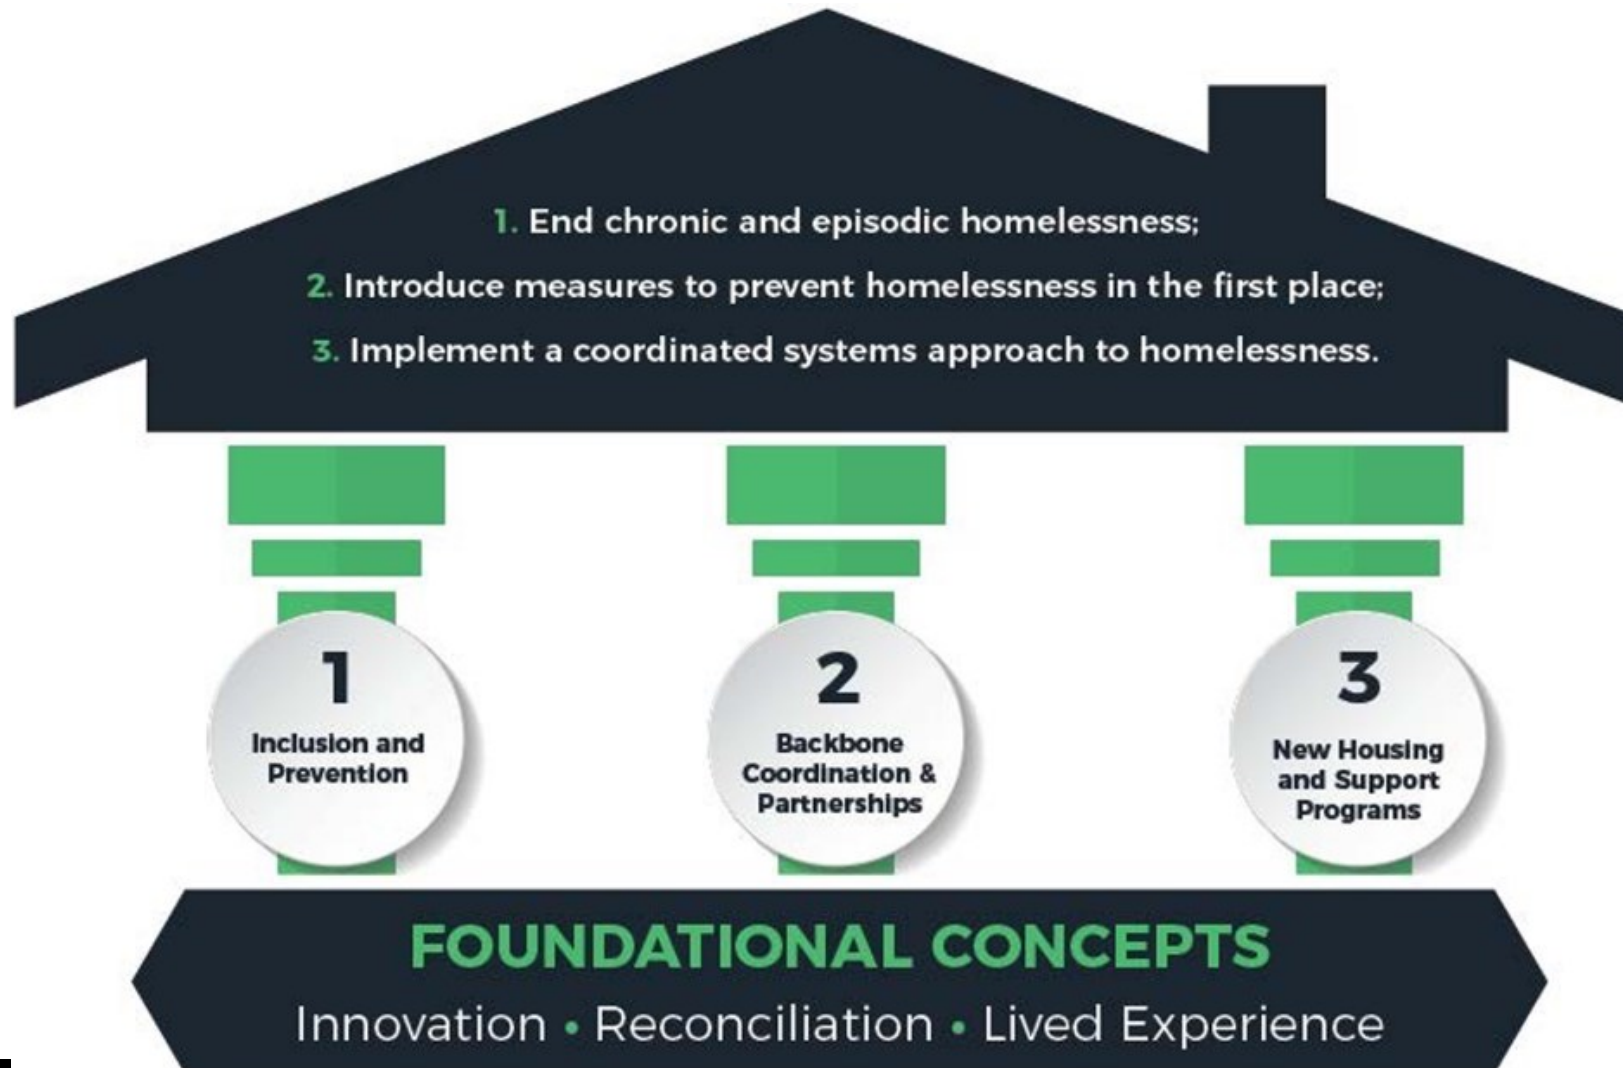 1. End chronic and episodic homelessness;
2. Introduce measures to prevent homelessness in the first place;
3. Implement a coordinated systems approach to homelessness.
1
Inclusion and
Prevention
2
Backbone
Coordination &
Partnerships
3
New Housing
and Support
Programs
FOUNDATIONAL CONCEPTS
Innovation • Reconciliation • Lived Experience